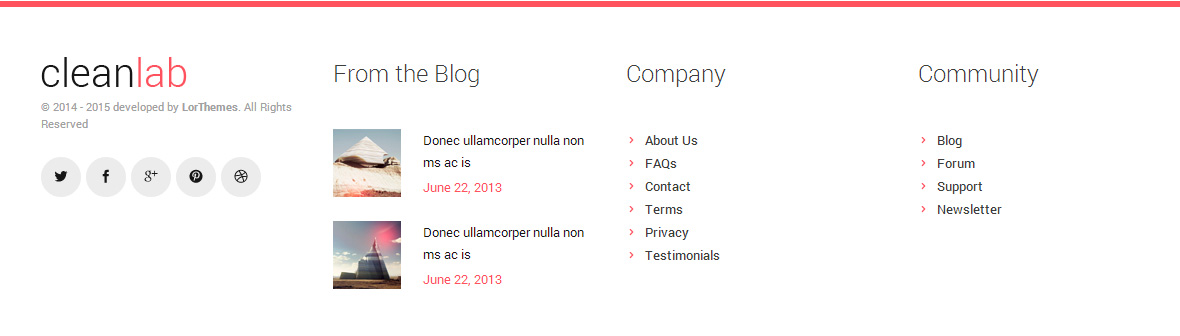 cleanlab
© 2014 - 2015 developed by LorThemes. All Rights
Reserved
g+
From the Blog
Donec ullamcorper nulla non
ms ac is
June 22, 2013
Donec ullamcorper nulla non
ms ac is
June 22, 2013
Company
About Us
FAQs
Contact
Terms
Privacy
Testimonials
Community
Blog
Forum
Support
Newsletter